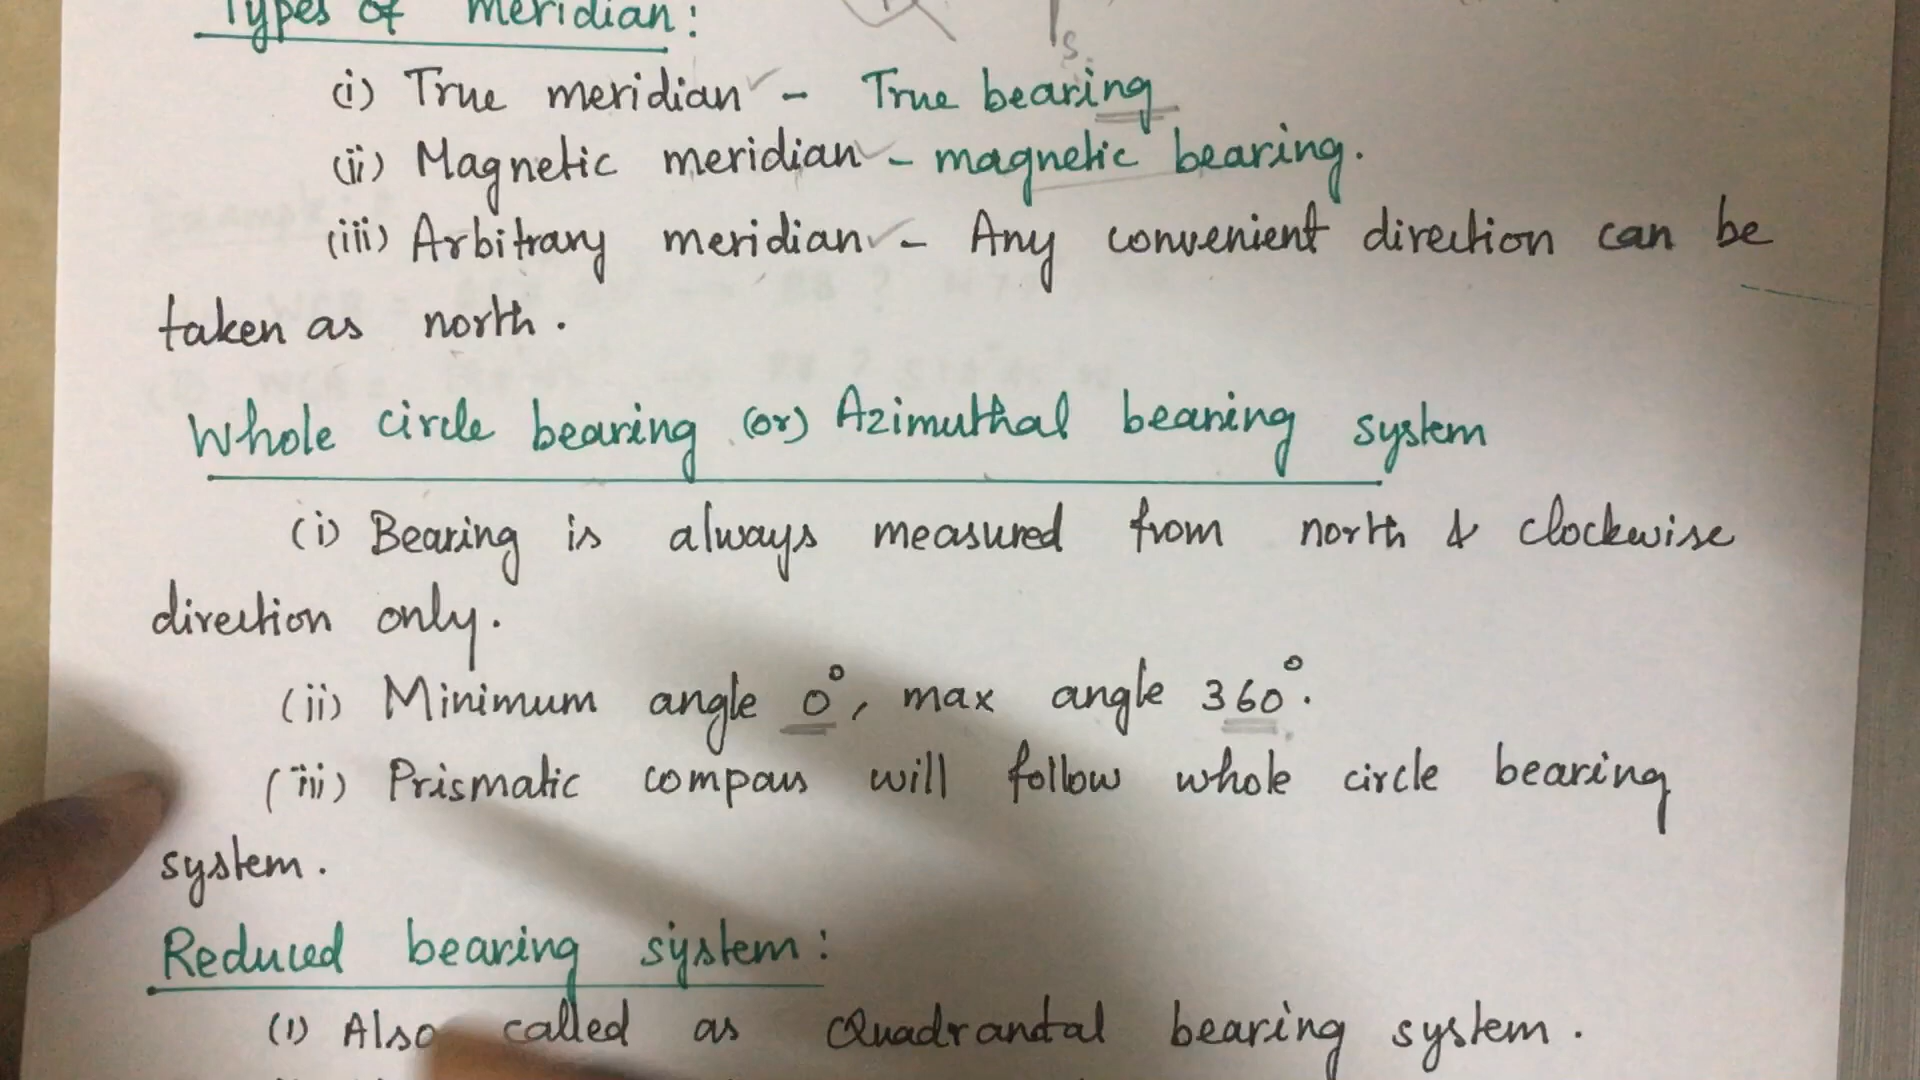 Types of meridian:
S
(i) True meridian - True bearing
(ii) Magnetic meridian - magnetic bearing.
(iii) Arbitrary meridian - Any convenient direction can be
taken as north.
Whole circle bearing (or) Azimuthal bearing system
(i) Bearing is always measured from north & clockwise
direction only.
(ii) Minimum angle 0°, max angle 360°.
(iii) Prismatic compass will follow whole circle bearing
system.
Reduced bearing system:
(i) Also called as Quadrantal bearing system.